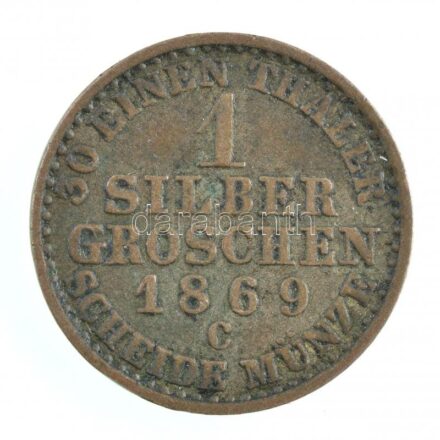 30 EINEN THALER
1
SILBER
GROSCHEN
1869
C
SCHEIDE MÜNZE
darabanth